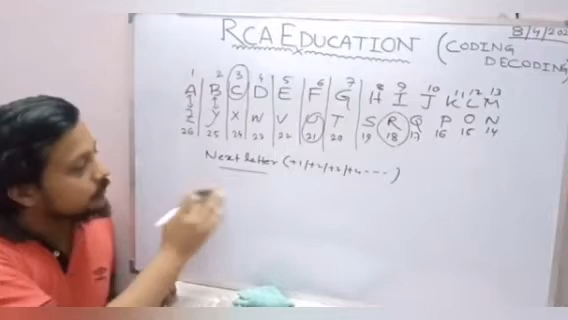 8/4/202
RCA EDUCATION (CODING DECODING)
1 2 3 4 5 6 7 8 9 10 11 12 13
A B C D E F G H I J K L M
Z Y X W V U T S R Q P O N
26 25 24 23 22 21 20 19 18 17 16 15 14
Next letter (+1/+2/+3/+4----)